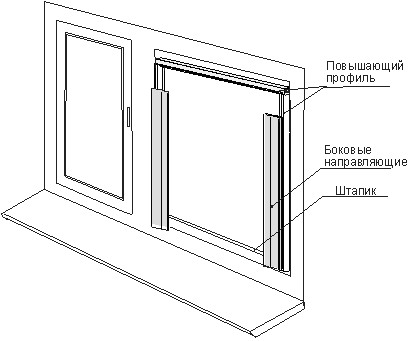 Повышающий
профиль
Боковые
направляющие
Штапик